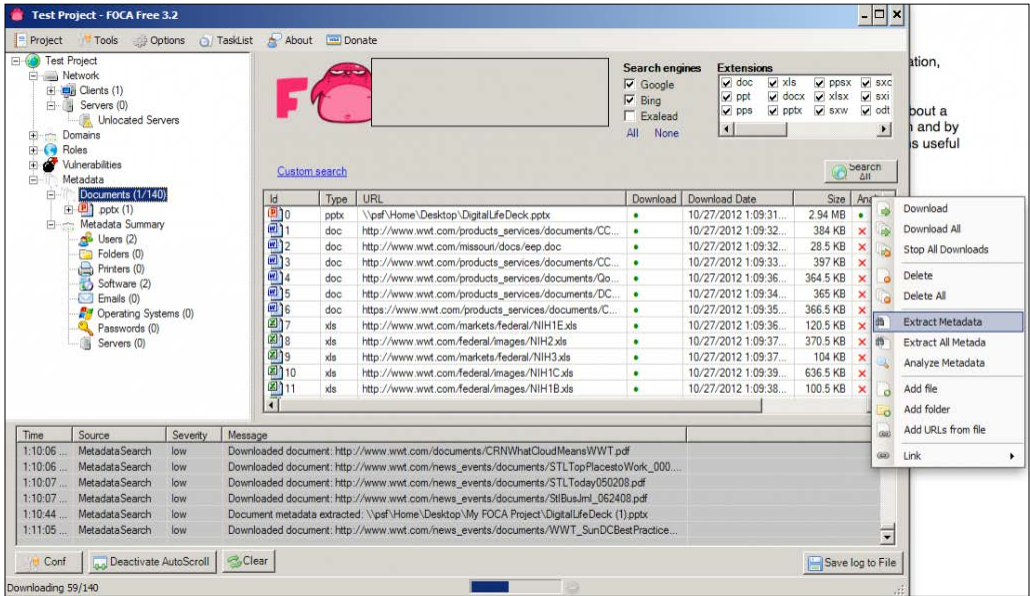 Test Project - FOCA Free 3.2
Project Tools Options TaskList About Donate
Test Project
Network
Clients (1)
Servers (0)
Unlocated Servers
Domains
Roles
Vulnerabilities
Metadata
Documents (1/140)
.pptx (1)
Metadata Summary
Users (2)
Folders (0)
Printers (0)
Software (2)
Emails (0)
Operating Systems (0)
Passwords (0)
Servers (0)
F
Search engines
Google
Bing
Exalead
All None
Extensions
doc xls ppsx sxc
ppt docx xlsx sxi
pps pptx sxw odt
Custom search
Search All
Id Type URL Download Download Date Size
0 pptx \\psf\Home\Desktop\DigitalLifeDeck.pptx 10/27/2012 1:09:31... 2.94 MB
1 doc http://www.wwt.com/products_services/documents/CC... 10/27/2012 1:09:32... 384 KB
2 doc http://www.wwt.com/missouri/docs/eep.doc 10/27/2012 1:09:32... 28.5 KB
3 doc http://www.wwt.com/products_services/documents/CC... 10/27/2012 1:09:33... 397 KB
4 doc http://www.wwt.com/products_services/documents/Qo... 10/27/2012 1:09:36... 364.5 KB
5 doc http://www.wwt.com/products_services/documents/DC... 10/27/2012 1:09:34... 365 KB
6 doc https://www.wwt.com/products_services/documents/C... 10/27/2012 1:09:35... 366.5 KB
7 xls http://www.wwt.com/markets/federal/NIH1E.xls 10/27/2012 1:09:36... 120.5 KB
8 xls http://www.wwt.com/federal/images/NIH2.xls 10/27/2012 1:09:37... 370.5 KB
9 xls http://www.wwt.com/markets/federal/NIH3.xls 10/27/2012 1:09:37... 104 KB
10 xls http://www.wwt.com/federal/images/NIH1C.xls 10/27/2012 1:09:39... 636.5 KB
11 xls http://www.wwt.com/federal/images/NIH1B.xls 10/27/2012 1:09:38... 100.5 KB
Download
Download All
Stop All Downloads
Delete
Delete All
Extract Metadata
Extract All Metada
Analyze Metadata
Add file
Add folder
Add URLs from file
Link
ation,
bout a
and by
s useful
Time Source Severity Message
1:10:06 ... MetadataSearch low Downloaded document: http://www.wwt.com/documents/CRNWhatCloudMeansWWT.pdf
1:10:06 ... MetadataSearch low Downloaded document: http://www.wwt.com/news_events/documents/STLTopPlacestoWork_000....
1:10:07 ... MetadataSearch low Downloaded document: http://www.wwt.com/news_events/documents/STLToday050208.pdf
1:10:07 ... MetadataSearch low Downloaded document: http://www.wwt.com/news_events/documents/StlBusJrnl_062408.pdf
1:10:44 ... MetadataSearch low Document metadata extracted: \\psf\Home\Desktop\My FOCA Project\DigitalLifeDeck (1).pptx
1:11:05 ... MetadataSearch low Downloaded document: http://www.wwt.com/news_events/documents/WWT_SunDCBestPractice...
Conf Deactivate AutoScroll Clear Save log to File
Downloading 59/140